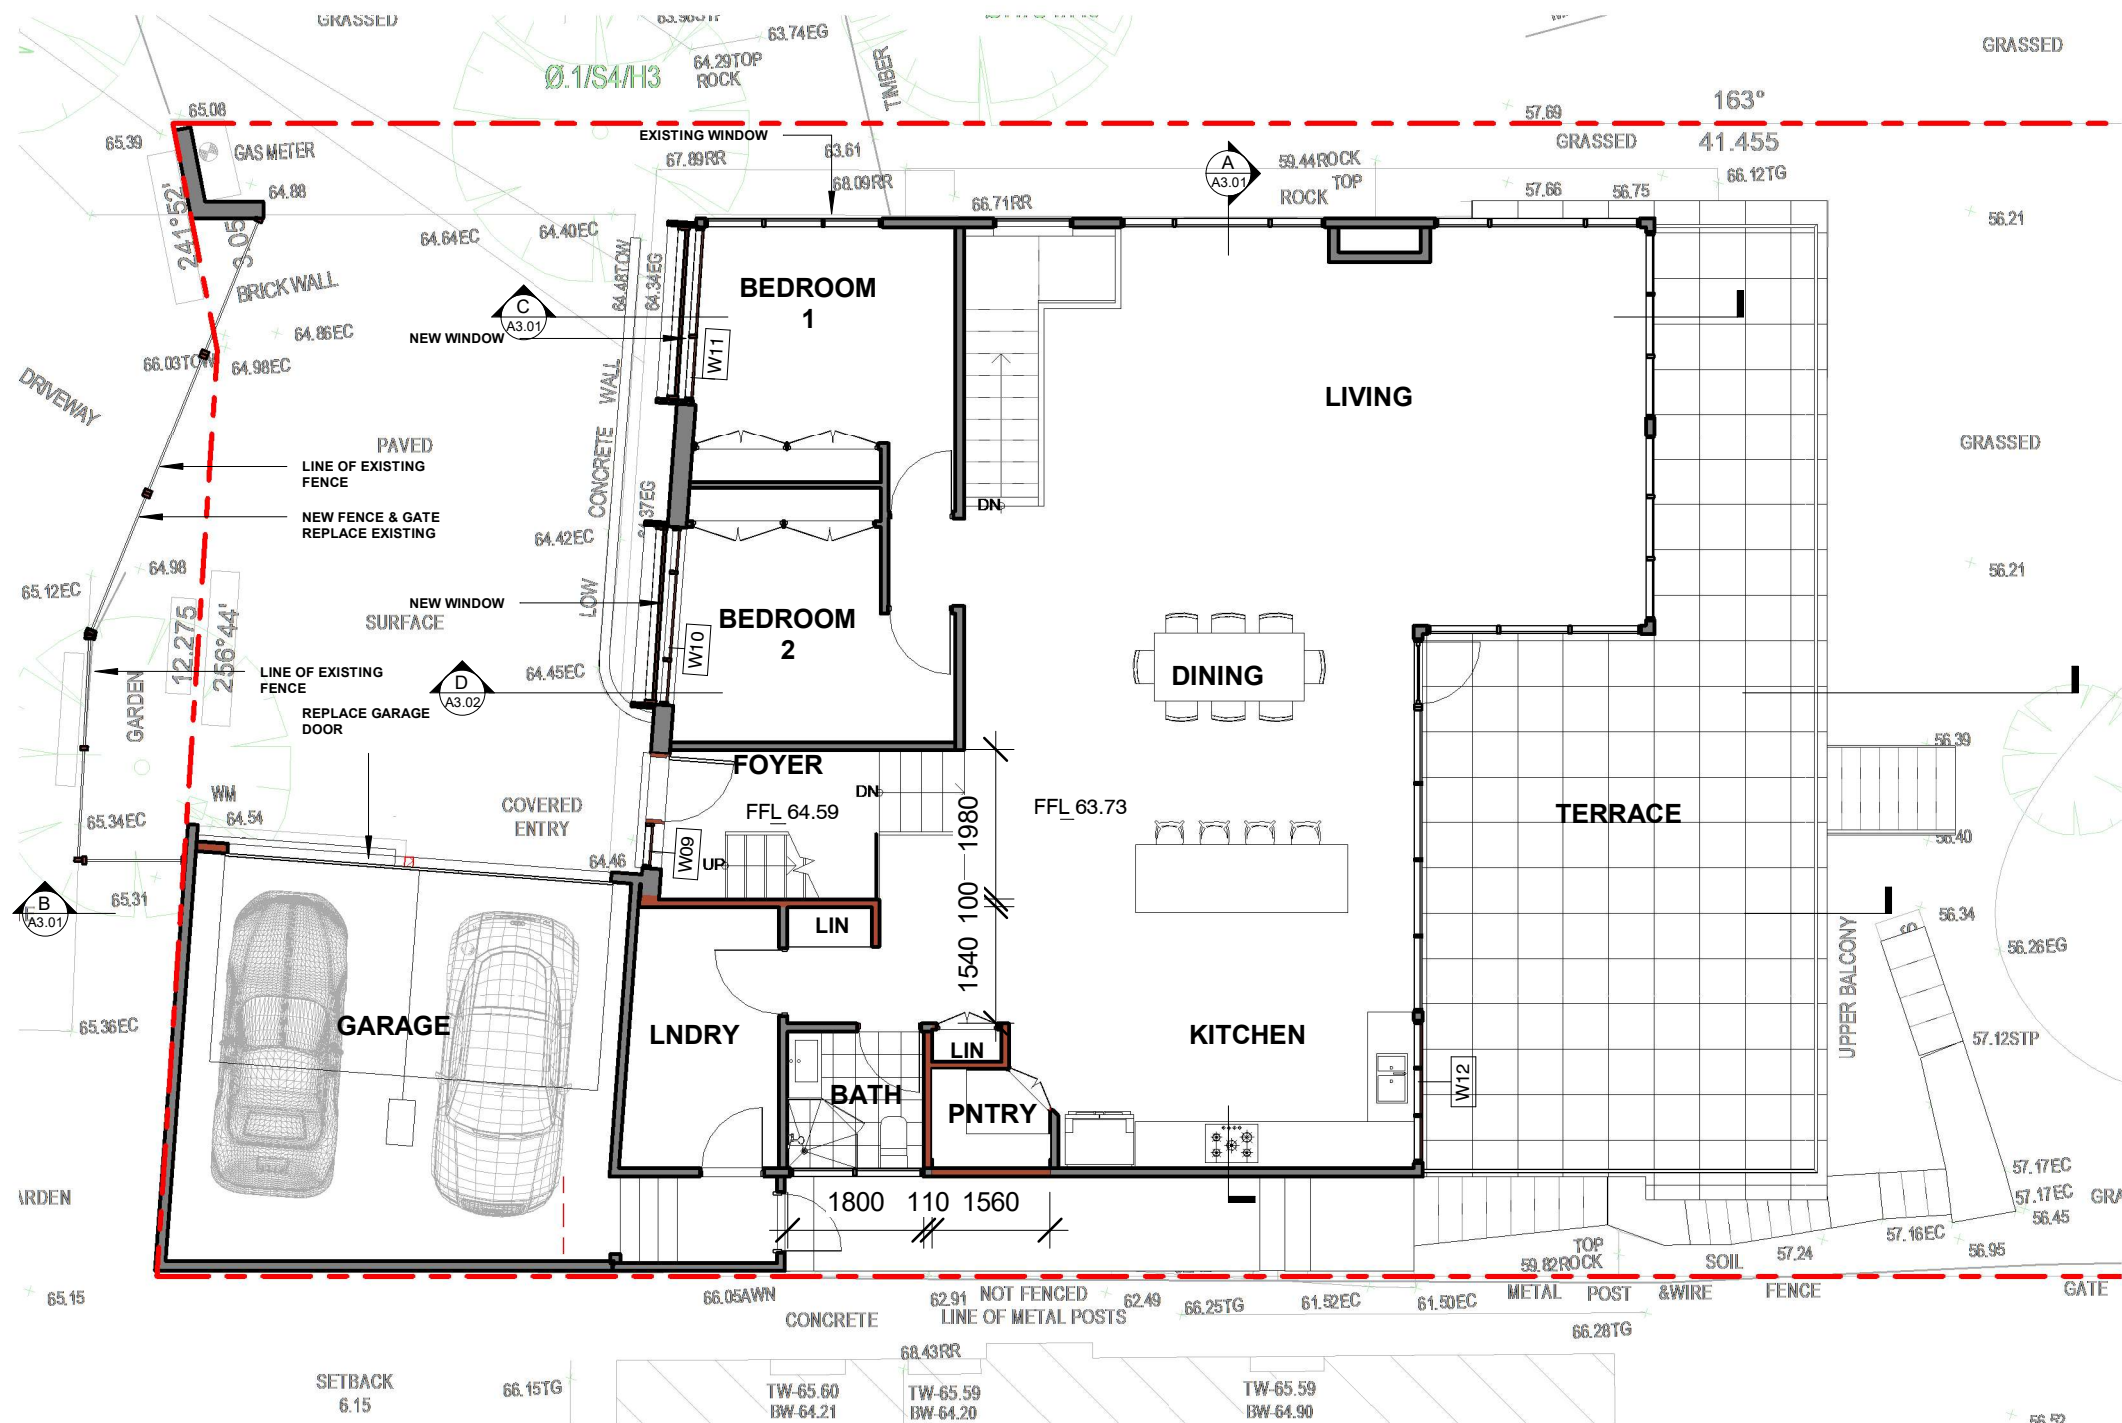 GRASSED
63.74EG
64.29TOP
ROCK
Ø.1/S4/H3
TIMBER
GRASSED
163°
57.69
65.08
65.39
GAS METER
EXISTING WINDOW
67.89RR
63.61
68.09RR
66.71RR
A
A3.01
59.44ROCK
TOP
ROCK
GRASSED
41.455
66.12TG
57.66
56.75
64.88
241°52'
3.05
64.64EC
64.40EC
64.48TOW
64.34EG
56.21
BRICK WALL
BEDROOM
1
C
A3.01
NEW WINDOW
W11
64.86EC
66.03TOW
64.98EC
DRIVEWAY
LIVING
PAVED
LINE OF EXISTING
FENCE
LOW CONCRETE WALL
GRASSED
NEW FENCE & GATE
REPLACE EXISTING
DN
64.42EC
64.98
65.12EC
56.21
NEW WINDOW
SURFACE
BEDROOM
2
W10
12.275
256°44'
LINE OF EXISTING
FENCE
GARDEN
D
A3.02
64.45EC
DINING
REPLACE GARAGE
DOOR
56.39
FOYER
WM
64.54
65.34EC
COVERED
ENTRY
DN
FFL 64.59
FFL 63.73
1980
TERRACE
56.40
64.46
W09
UP
B
A3.01
65.31
100
LIN
56.34
56.26EG
1540
UPPER BALCONY
65.36EC
GARAGE
LNDRY
LIN
KITCHEN
57.12STP
W12
BATH
PNTRY
57.17EC
57.17EC
56.45
1800
110
1560
57.16EC
56.95
57.24
SOIL
TOP
59.82ROCK
65.15
66.05AWN
62.91
NOT FENCED
62.49
66.25TG
61.52EC
61.50EC
METAL POST &WIRE FENCE
GATE
CONCRETE
LINE OF METAL POSTS
66.28TG
68.43RR
SETBACK
6.15
66.15TG
TW-65.60
BW-64.21
TW-65.59
BW-64.20
TW-65.59
BW-64.90